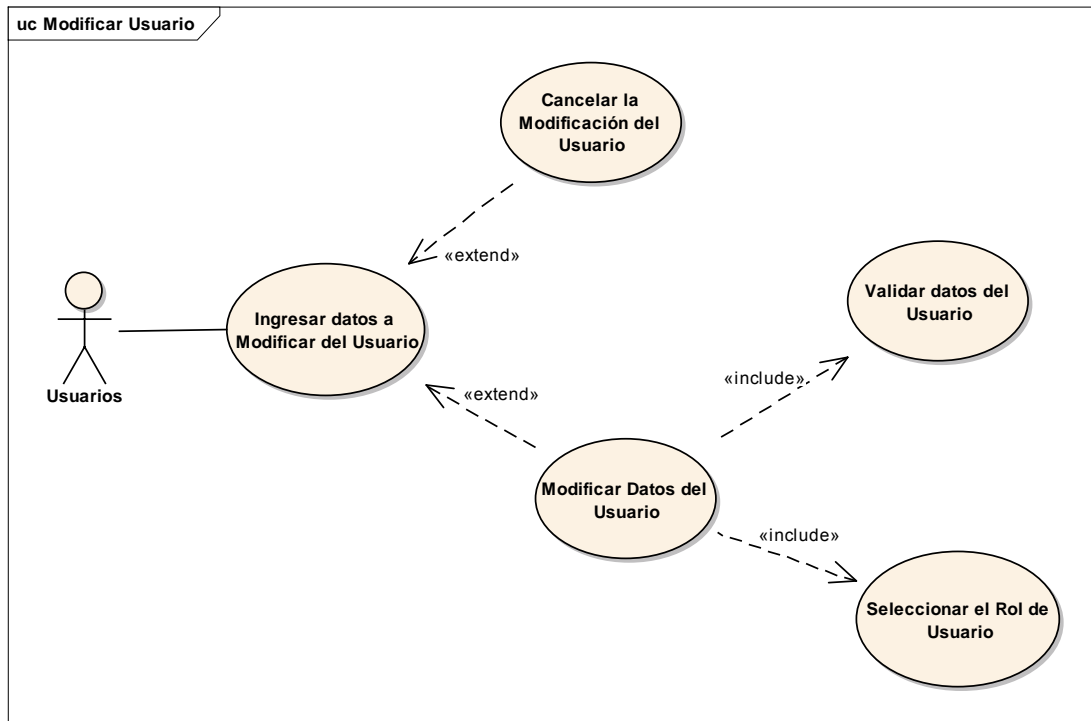 uc Modificar Usuario
Cancelar la
Modificación del
Usuario
«extend»
Validar datos del
Usuario
Ingresar datos a
Modificar del Usuario
Usuarios
«include»
«extend»
Modificar Datos del
Usuario
«include»
Seleccionar el Rol de
Usuario